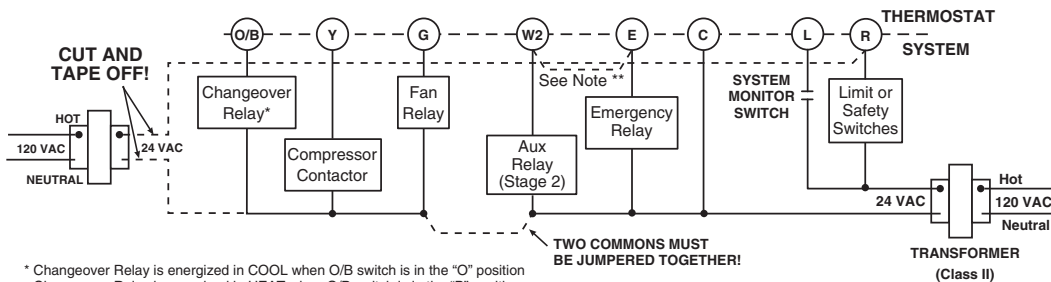 O/B Y G W2 E C L R THERMOSTAT
SYSTEM
CUT AND
TAPE OFF!
See Note **
SYSTEM
MONITOR
SWITCH
Changeover
Relay*
Fan
Relay
Limit or
Safety
Switches
Emergency
Relay
HOT
120 VAC
24 VAC
NEUTRAL
Compressor
Contactor
Aux
Relay
(Stage 2)
Hot
24 VAC
120 VAC
Neutral
TWO COMMONS MUST
BE JUMPERED TOGETHER!
TRANSFORMER
(Class II)
* Changeover Relay is energized in COOL when O/B switch is in the “O” position